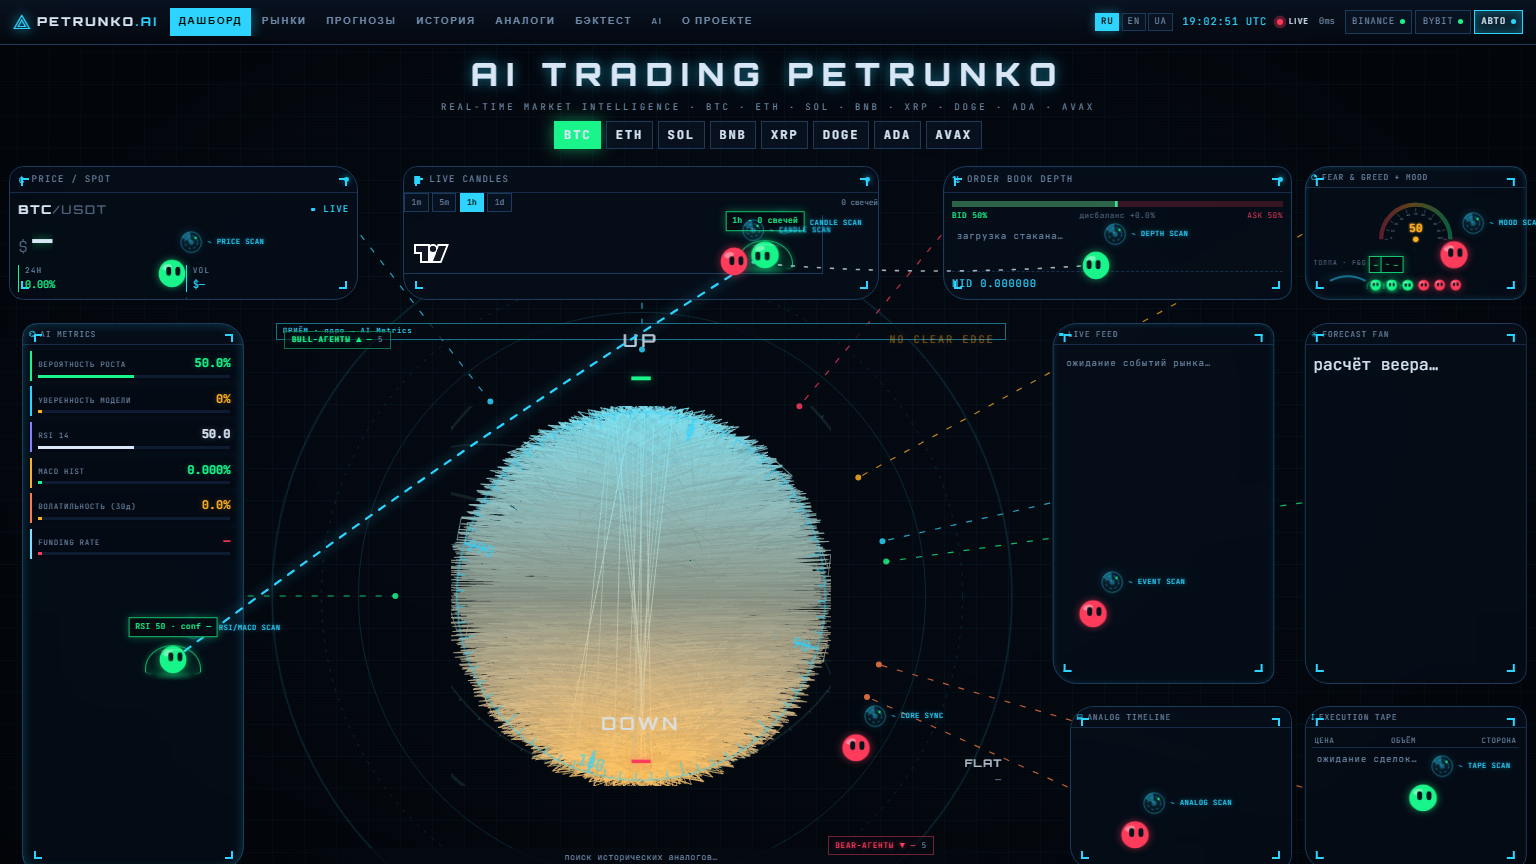 PETRUNKO.AI ДАШБОРД РЫНКИ ПРОГНОЗЫ ИСТОРИЯ АНАЛОГИ БЭКТЕСТ AI О ПРОЕКТЕ RU EN UA 19:02:51 UTC LIVE 0ms BINANCE BYBIT АВТО
AI TRADING PETRUNKO
REAL-TIME MARKET INTELLIGENCE · BTC · ETH · SOL · BNB · XRP · DOGE · ADA · AVAX
BTC ETH SOL BNB XRP DOGE ADA AVAX
PRICE / SPOT
BTC/USDT LIVE
$ —
~ PRICE SCAN
24H
0.00%
VOL
$—
LIVE CANDLES
1m 5m 1h 1d 0 свечей
1h · 0 свечей CANDLE SCAN
~ CANDLE SCAN
ORDER BOOK DEPTH
BID 50% дисбаланс +0.0% ASK 50%
загрузка стакана…
~ DEPTH SCAN
MID 0.000000
FEAR & GREED + MOOD
50
~ MOOD SCA
ТОЛПА · F&G
AI METRICS
ВЕРОЯТНОСТЬ РОСТА 50.0%
УВЕРЕННОСТЬ МОДЕЛИ 0%
RSI 14 50.0
MACD HIST 0.000%
ВОЛАТИЛЬНОСТЬ (30д) 0.0%
FUNDING RATE —
RSI 50 · conf — RSI/MACD SCAN
BULL-АГЕНТЫ ▲ — 5
NO CLEAR EDGE
UP
—
DOWN
—
FLAT
—
~ CORE SYNC
BEAR-АГЕНТЫ ▼ — 5
поиск исторических аналогов…
LIVE FEED
ожидание событий рынка…
~ EVENT SCAN
FORECAST FAN
расчёт веера…
ANALOG TIMELINE
~ ANALOG SCAN
EXECUTION TAPE
ЦЕНА ОБЪЁМ СТОРОНА
ожидание сделок…
~ TAPE SCAN